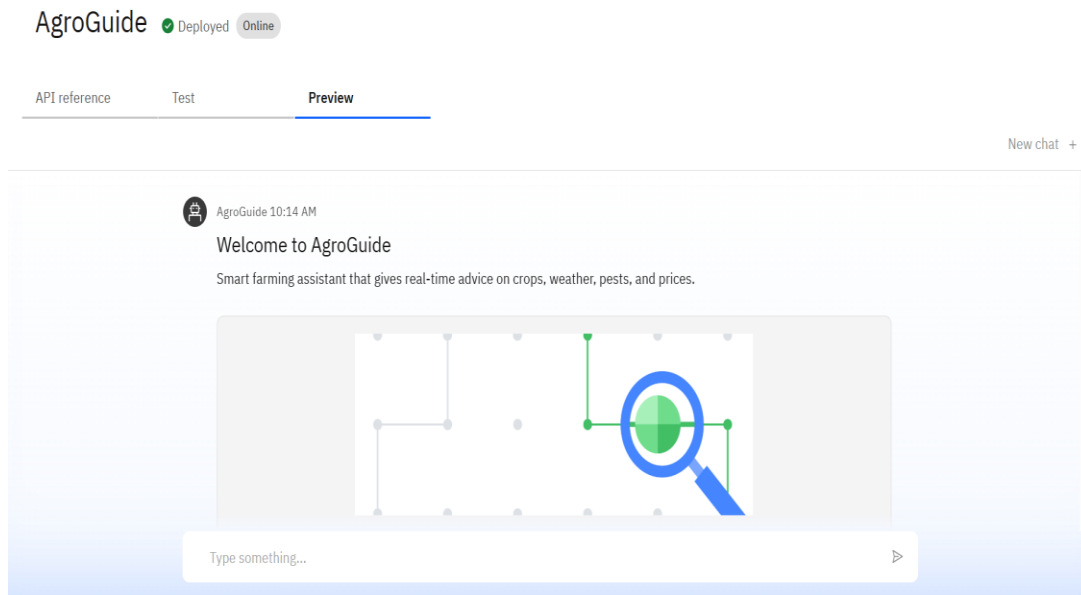 AgroGuide Deployed Online
API reference Test Preview
New chat +
AgroGuide 10:14 AM
Welcome to AgroGuide
Smart farming assistant that gives real-time advice on crops, weather, pests, and prices.
Type something...